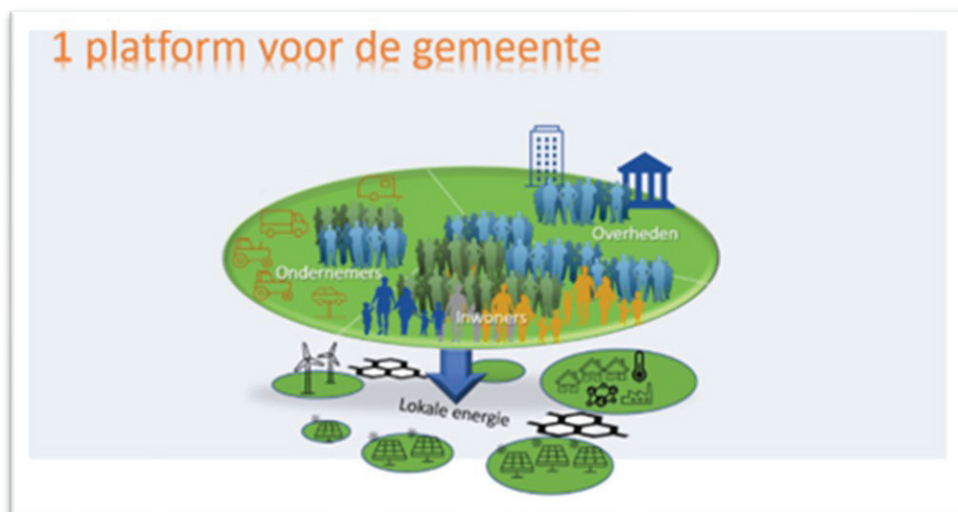 1 platform voor de gemeente
Overheden
Ondernemers
Inwoners
Lokale energie